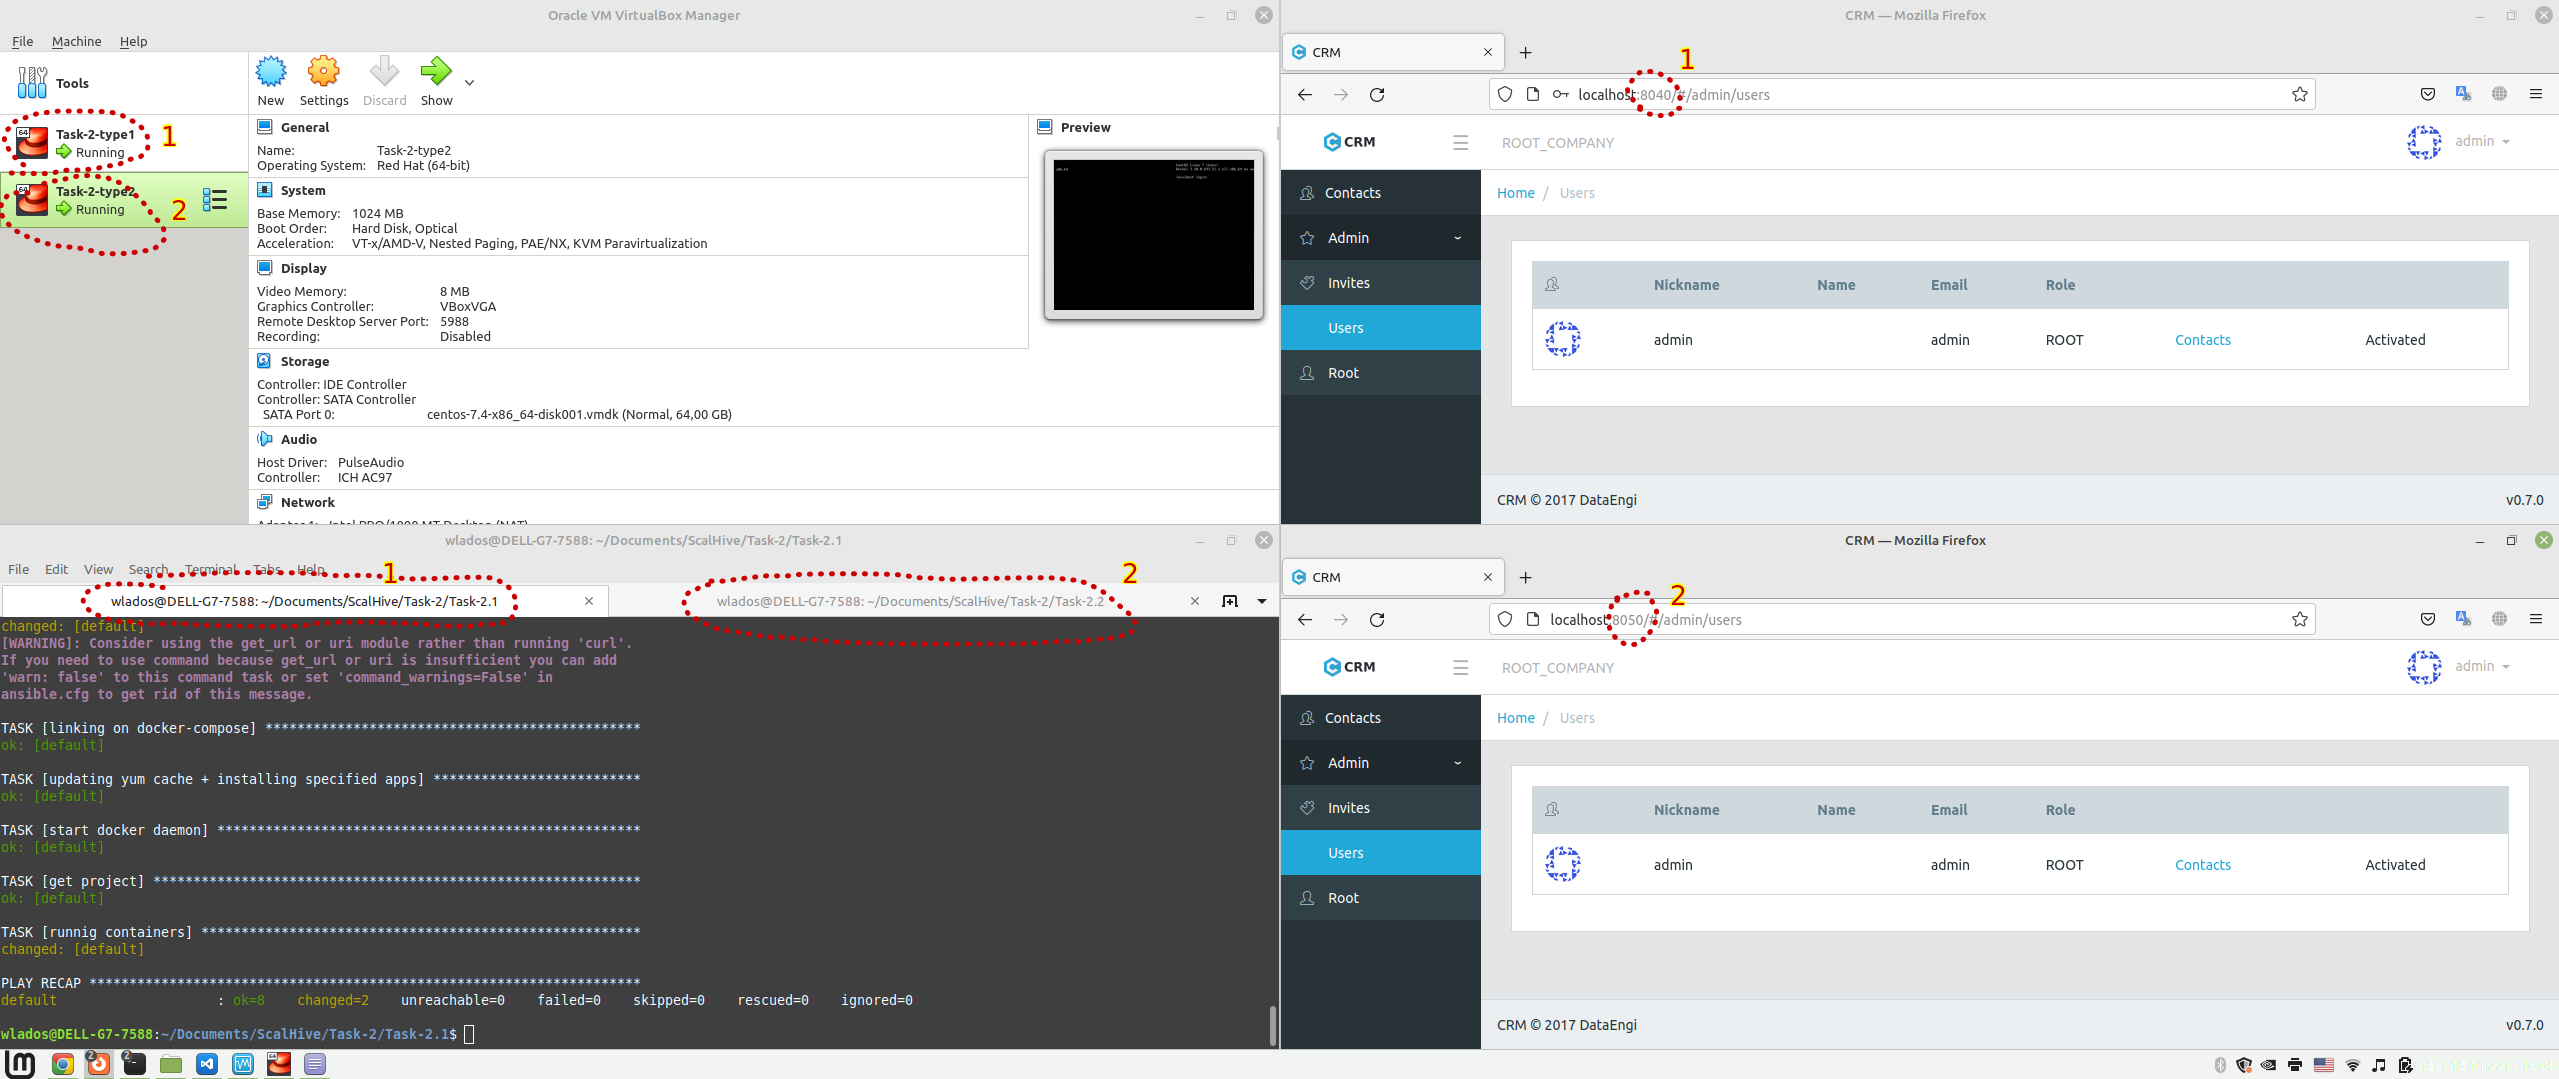 Oracle VM VirtualBox Manager
File Machine Help
Tools
New Settings Discard Show
Task-2-type1
Running
1
Task-2-type2
Running
2
General
Name: Task-2-type2
Operating System: Red Hat (64-bit)
System
Base Memory: 1024 MB
Boot Order: Hard Disk, Optical
Acceleration: VT-x/AMD-V, Nested Paging, PAE/NX, KVM Paravirtualization
Display
Video Memory: 8 MB
Graphics Controller: VBoxVGA
Remote Desktop Server Port: 5988
Recording: Disabled
Storage
Controller: IDE Controller
Controller: SATA Controller
SATA Port 0: centos-7.4-x86_64-disk001.vmdk (Normal, 64,00 GB)
Audio
Host Driver: PulseAudio
Controller: ICH AC97
Network
Adapter 1: Intel PRO/1000 MT Desktop (NAT)
Preview
CRM — Mozilla Firefox
CRM
1
localhost:8040/#/admin/users
CRM
ROOT_COMPANY
admin
Contacts
Admin
Invites
Users
Root
Home / Users
Nickname Name Email Role
admin admin ROOT Contacts Activated
CRM © 2017 DataEngi
v0.7.0
wlados@DELL-G7-7588: ~/Documents/ScalHive/Task-2/Task-2.1
File Edit View Search Terminal Tabs Help
1
2
wlados@DELL-G7-7588: ~/Documents/ScalHive/Task-2/Task-2.1
wlados@DELL-G7-7588: ~/Documents/ScalHive/Task-2/Task-2.2
changed: [default]
[WARNING]: Consider using the get_url or uri module rather than running 'curl'.
If you need to use command because get_url or uri is insufficient you can add
'warn: false' to this command task or set 'command_warnings=False' in
ansible.cfg to get rid of this message.
TASK [linking on docker-compose] ***********************************************
ok: [default]
TASK [updating yum cache + installing specified apps] **************************
ok: [default]
TASK [start docker daemon] *****************************************************
ok: [default]
TASK [get project] *************************************************************
ok: [default]
TASK [runnig containers] *******************************************************
changed: [default]
PLAY RECAP *********************************************************************
default : ok=8 changed=2 unreachable=0 failed=0 skipped=0 rescued=0 ignored=0
wlados@DELL-G7-7588:~/Documents/ScalHive/Task-2/Task-2.1$
CRM — Mozilla Firefox
CRM
2
localhost:8050/#/admin/users
CRM
ROOT_COMPANY
admin
Contacts
Admin
Invites
Users
Root
Home / Users
Nickname Name Email Role
admin admin ROOT Contacts Activated
CRM © 2017 DataEngi
v0.7.0